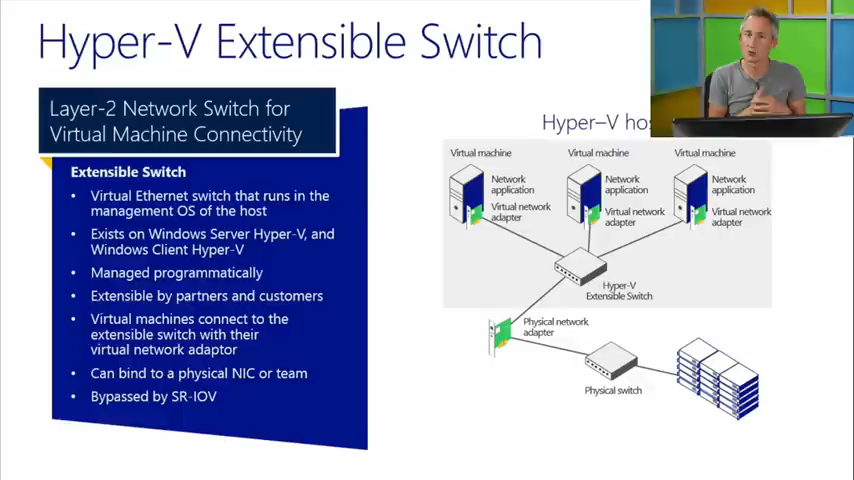 Hyper-V Extensible Switch
Layer-2 Network Switch for
Virtual Machine Connectivity
Extensible Switch
• Virtual Ethernet switch that runs in the
management OS of the host
• Exists on Windows Server Hyper-V, and
Windows Client Hyper-V
• Managed programmatically
• Extensible by partners and customers
• Virtual machines connect to the
extensible switch with their
virtual network adaptor
• Can bind to a physical NIC or team
• Bypassed by SR-IOV
Hyper–V
Virtual machine
Network
application
Virtual network
adapter
Virtual machine
Network
application
Virtual network
adapter
Virtual machine
Network
application
Virtual network
adapter
Hyper-V
Extensible Switch
Physical network
adapter
Physical switch